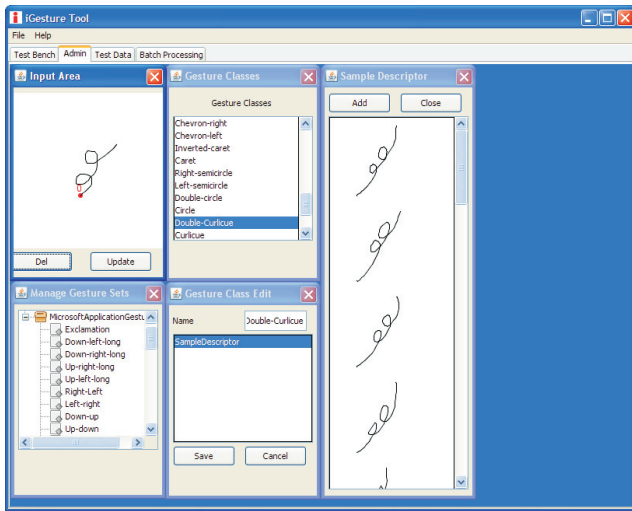 iGesture Tool
File Help
Test Bench Admin Test Data Batch Processing
Input Area
Del Update
Gesture Classes
Gesture Classes
Chevron-right
Chevron-left
Inverted-caret
Caret
Right-semicircle
Left-semicircle
Double-circle
Circle
Double-Curlicue
Curlicue
Sample Descriptor
Add Close
Manage Gesture Sets
MicrosoftApplicationGestu
Exclamation
Down-left-long
Down-right-long
Up-right-long
Up-left-long
Right-Left
Left-right
Down-up
Up-down
Gesture Class Edit
Name Double-Curlicue
SampleDescriptor
Save Cancel